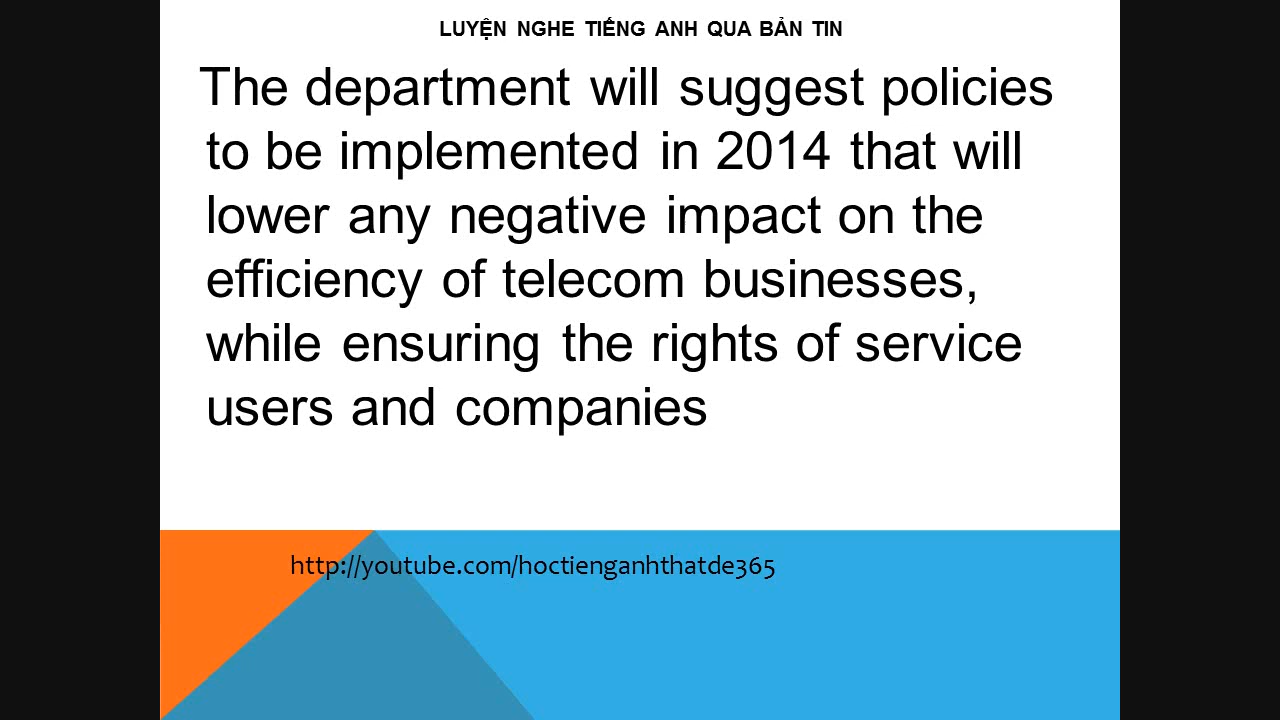 LUYỆN NGHE TIẾNG ANH QUA BẢN TIN
The department will suggest policies
to be implemented in 2014 that will
lower any negative impact on the
efficiency of telecom businesses,
while ensuring the rights of service
users and companies
http://youtube.com/hoctienganhthatde365